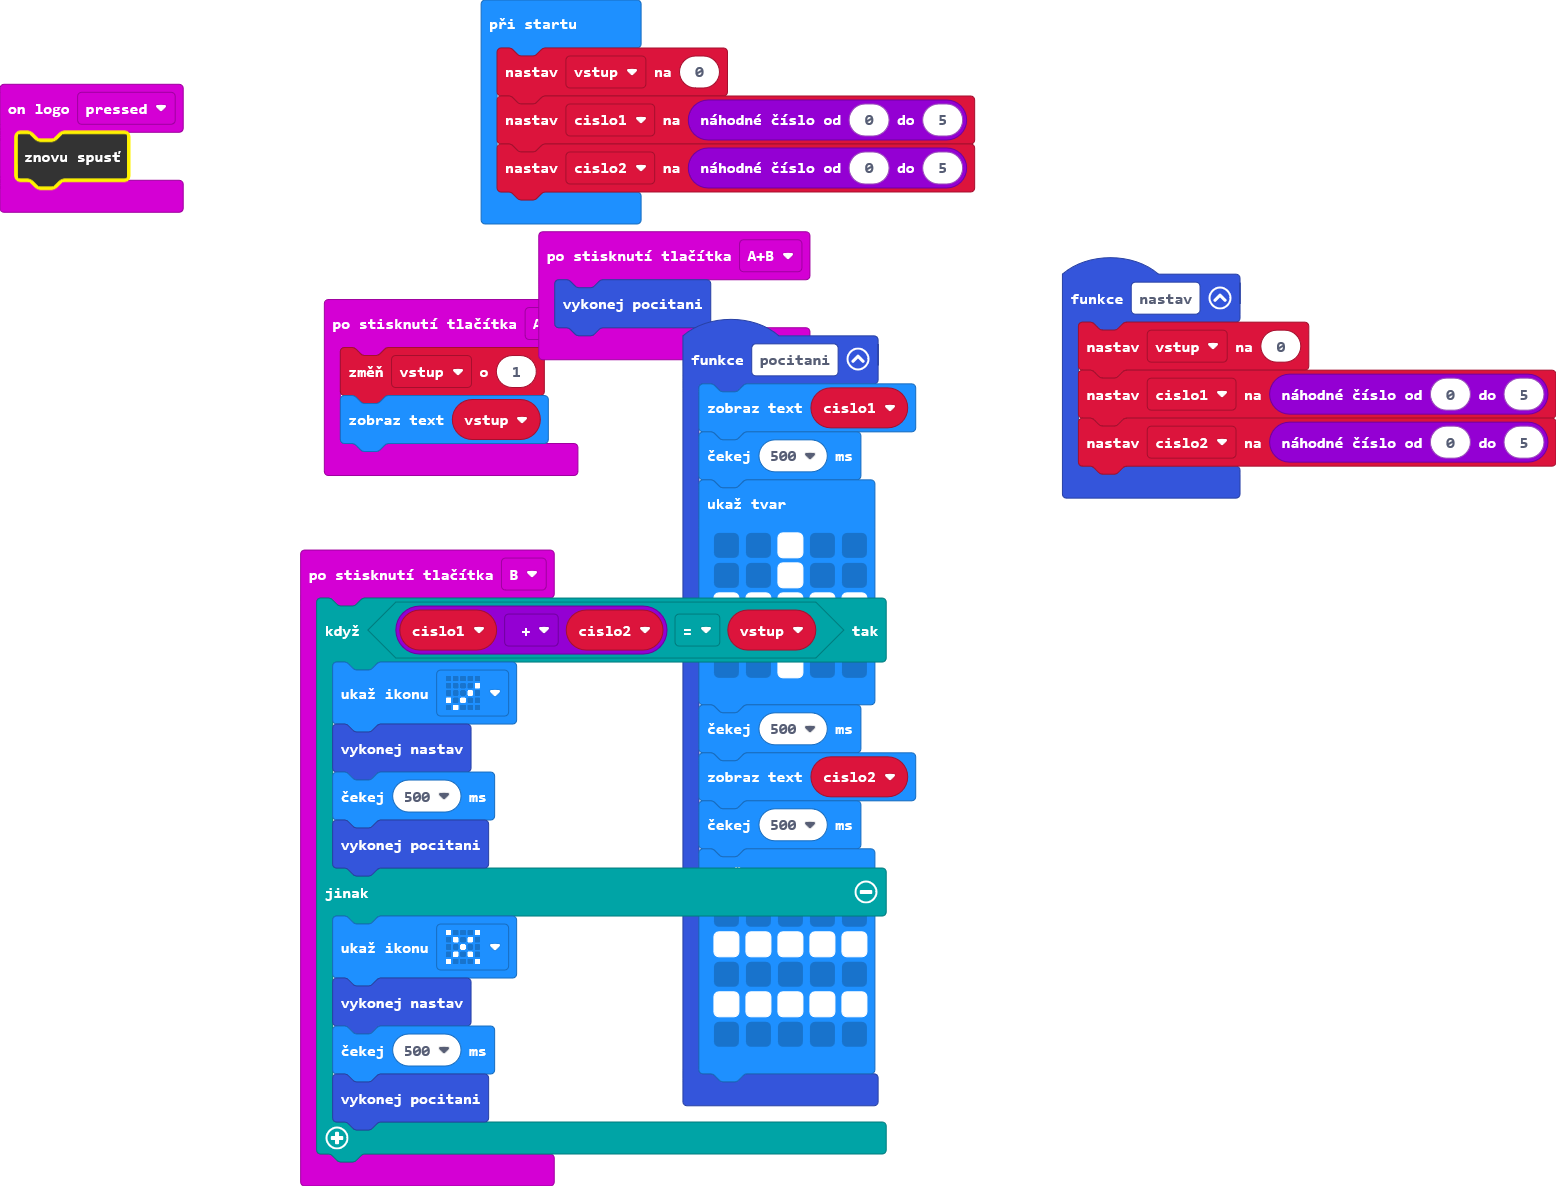 při startu
nastav vstup na 0
nastav cislo1 na náhodné číslo od 0 do 5
nastav cislo2 na náhodné číslo od 0 do 5
on logo pressed
znovu spusť
po stisknutí tlačítka A+B
vykonej pocitani
po stisknutí tlačítka
změň vstup o 1
zobraz text vstup
funkce nastav
nastav vstup na 0
nastav cislo1 na náhodné číslo od 0 do 5
nastav cislo2 na náhodné číslo od 0 do 5
funkce pocitani
zobraz text cislo1
čekej 500 ms
ukaž tvar
čekej 500 ms
zobraz text cislo2
čekej 500 ms
po stisknutí tlačítka B
když cislo1 + cislo2 = vstup tak
ukaž ikonu
vykonej nastav
čekej 500 ms
vykonej pocitani
jinak
ukaž ikonu
vykonej nastav
čekej 500 ms
vykonej pocitani